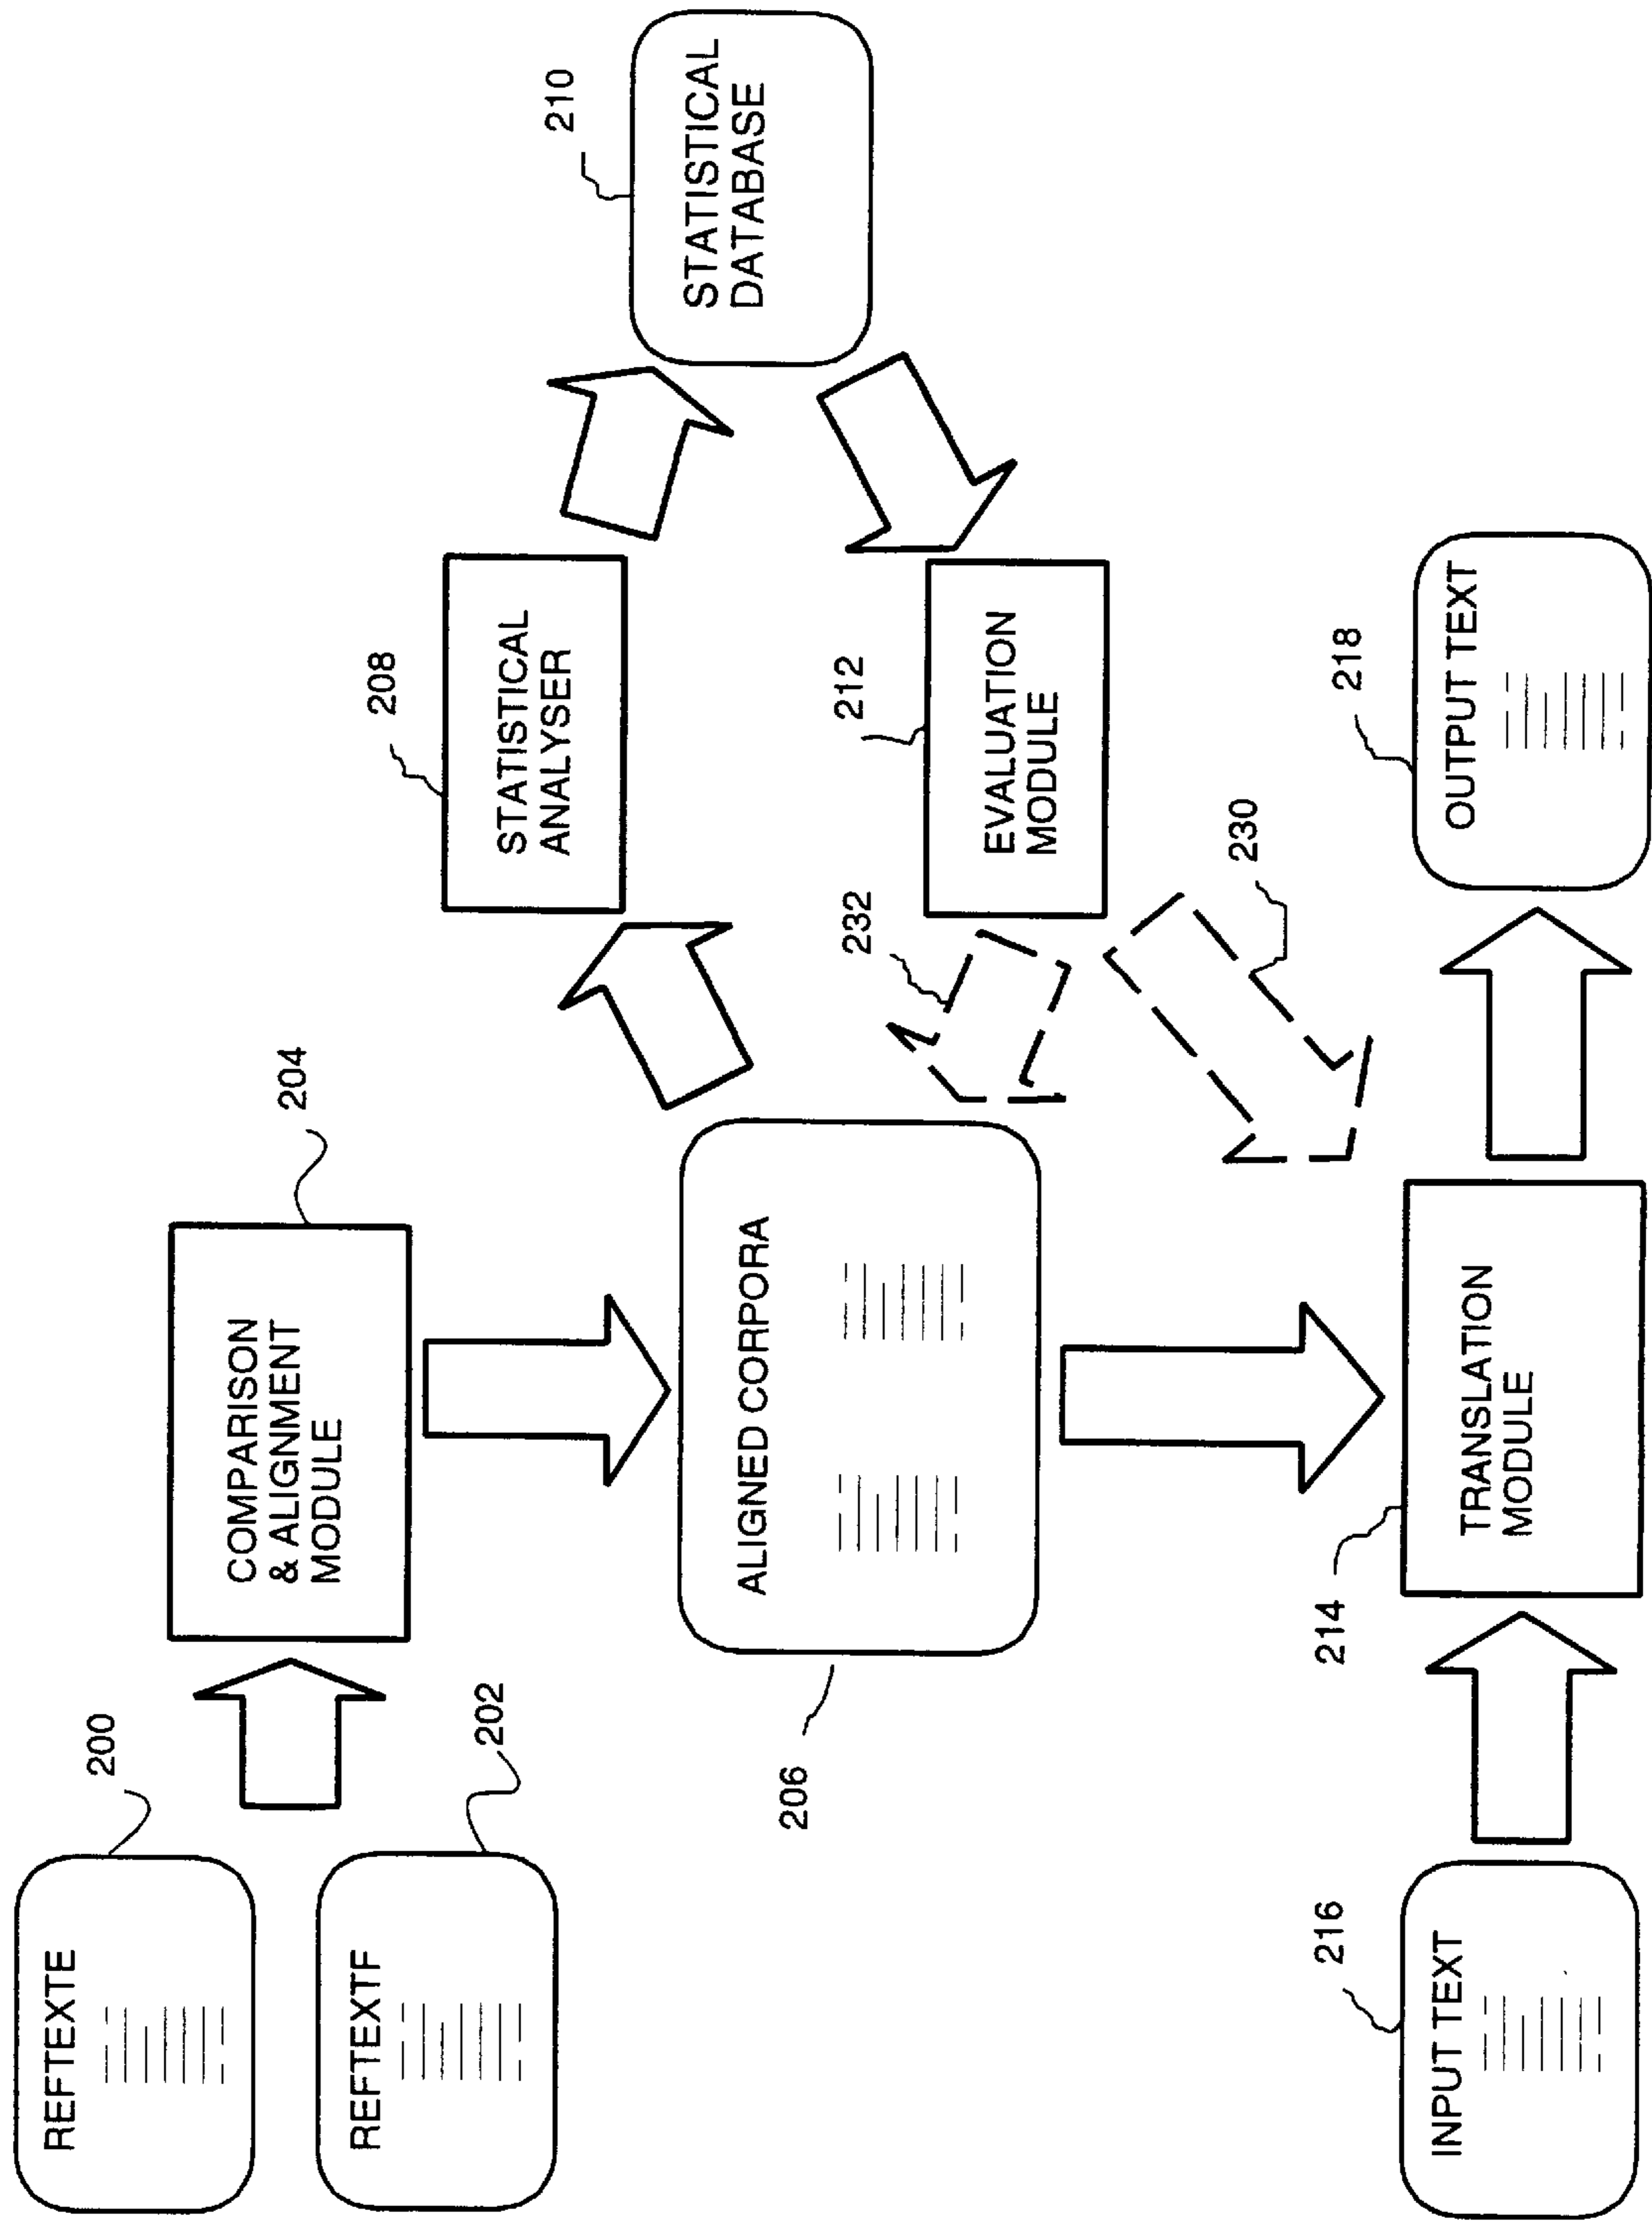 REFTEXTE
200
REFTEXTF
202
COMPARISON
& ALIGNMENT
MODULE
204
ALIGNED CORPORA
206
STATISTICAL
ANALYSER
208
STATISTICAL
DATABASE
210
EVALUATION
MODULE
212
232
230
INPUT TEXT
216
TRANSLATION
MODULE
214
OUTPUT TEXT
218